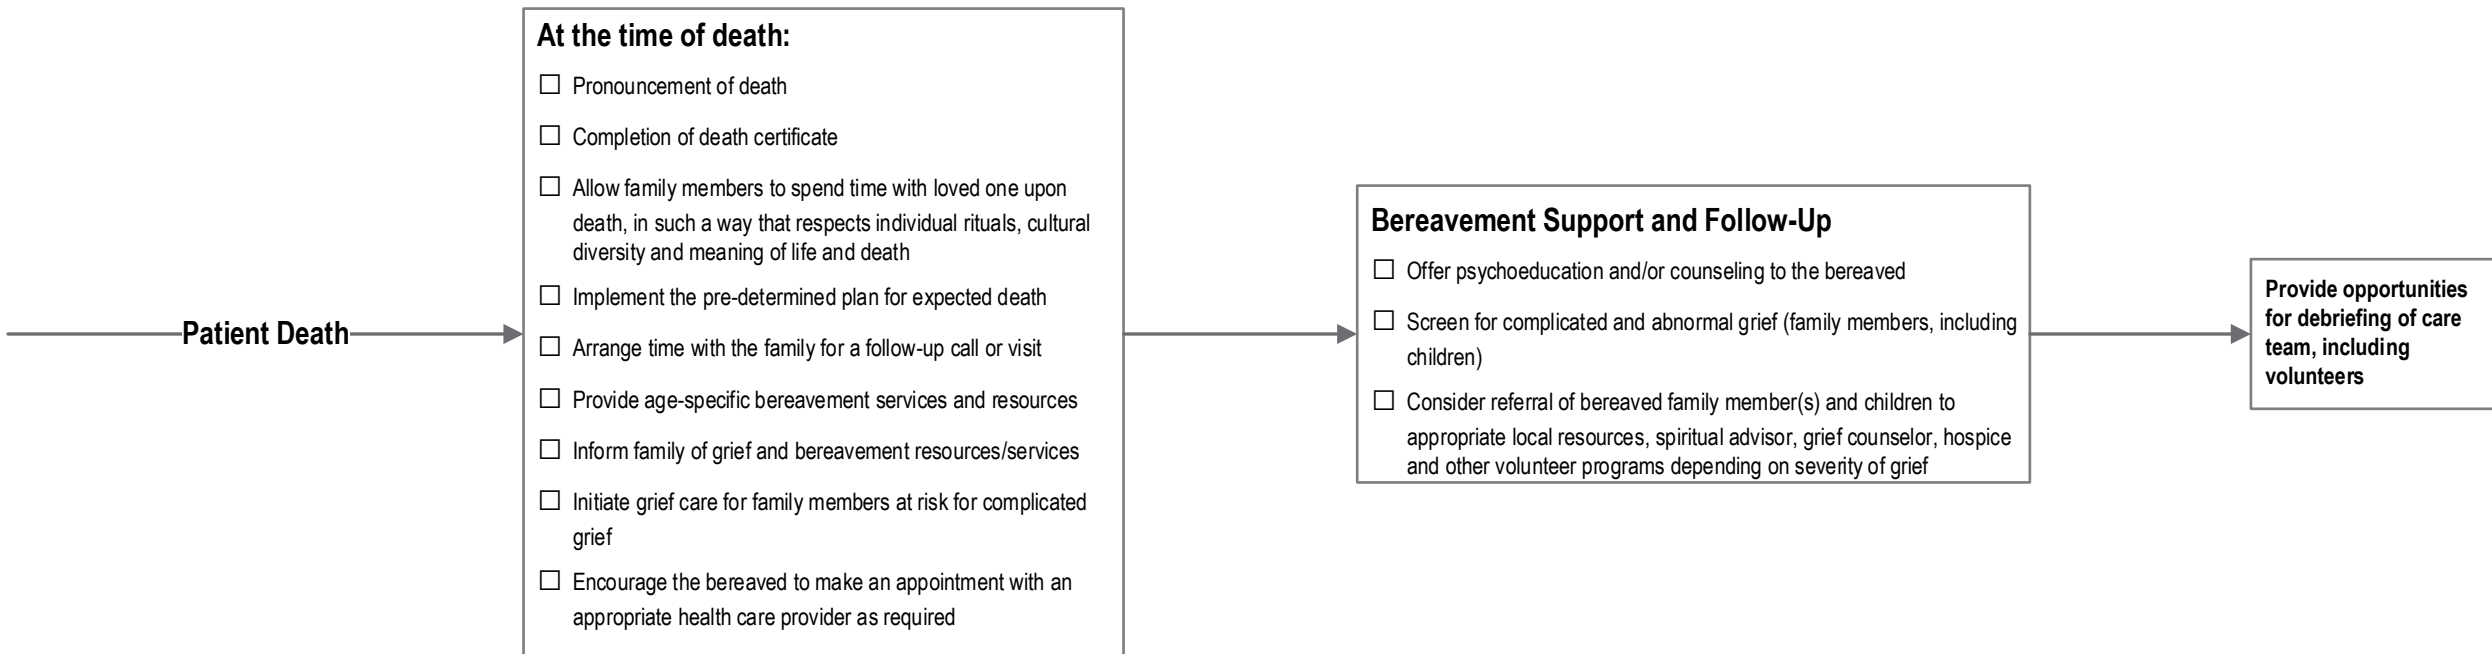 Patient Death
At the time of death:
☐ Pronouncement of death
☐ Completion of death certificate
☐ Allow family members to spend time with loved one upon
death, in such a way that respects individual rituals, cultural
diversity and meaning of life and death
☐ Implement the pre-determined plan for expected death
☐ Arrange time with the family for a follow-up call or visit
☐ Provide age-specific bereavement services and resources
☐ Inform family of grief and bereavement resources/services
☐ Initiate grief care for family members at risk for complicated
grief
☐ Encourage the bereaved to make an appointment with an
appropriate health care provider as required
Bereavement Support and Follow-Up
☐ Offer psychoeducation and/or counseling to the bereaved
☐ Screen for complicated and abnormal grief (family members, including
children)
☐ Consider referral of bereaved family member(s) and children to
appropriate local resources, spiritual advisor, grief counselor, hospice
and other volunteer programs depending on severity of grief
Provide opportunities
for debriefing of care
team, including
volunteers